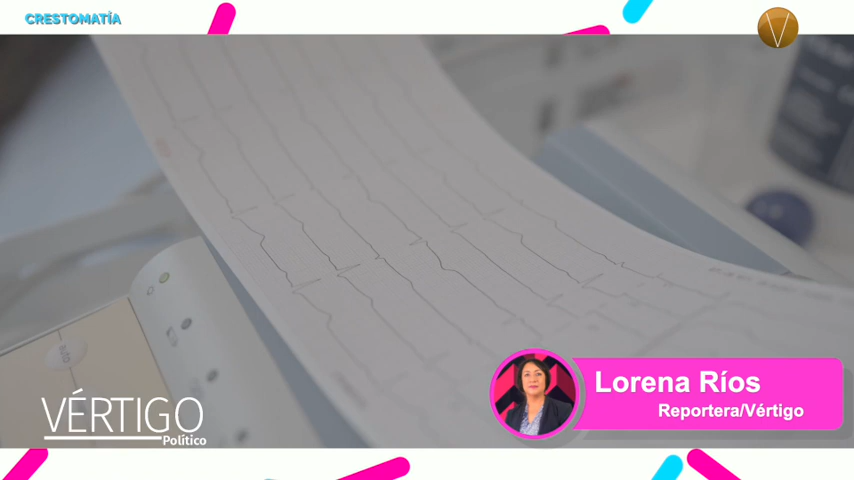 CRESTOMATÍA
V
Lorena Ríos
Reportera/Vértigo
VÉRTIGO
Político